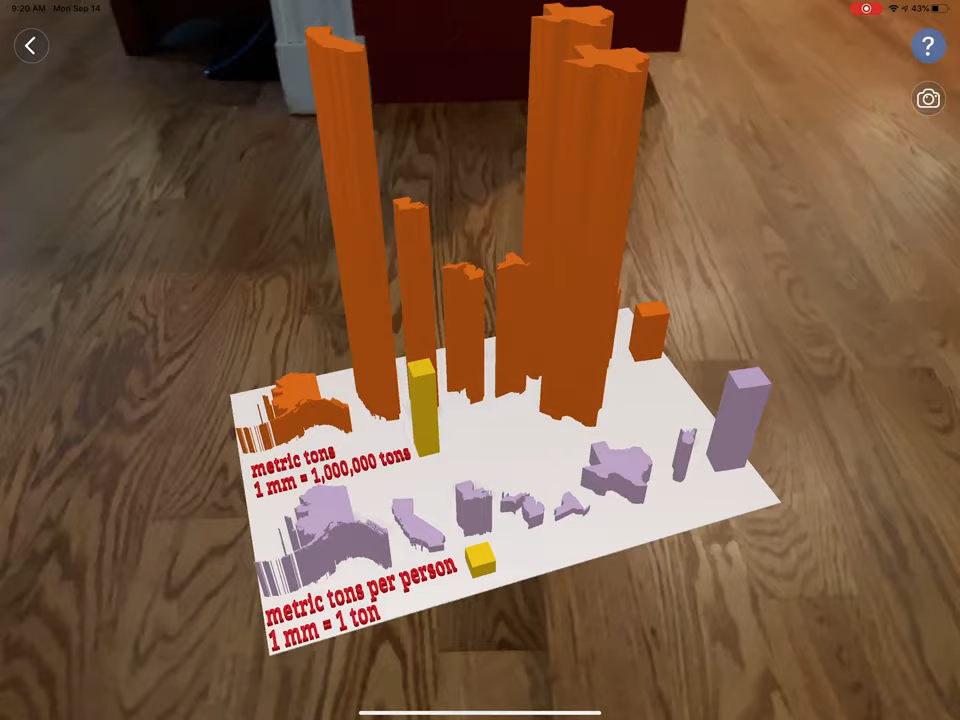 9:20 AM Mon Sep 14
43%
?
metric tons
1 mm = 1,000,000 tons
metric tons per person
1 mm = 1 ton